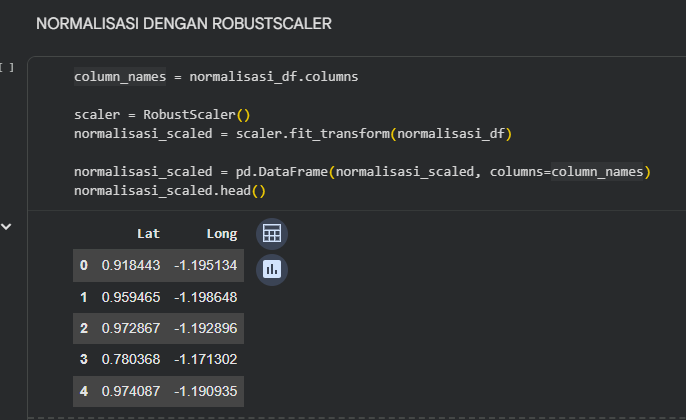 NORMALISASI DENGAN ROBUSTSCALER
[ ]
column_names = normalisasi_df.columns
scaler = RobustScaler()
normalisasi_scaled = scaler.fit_transform(normalisasi_df)
normalisasi_scaled = pd.DataFrame(normalisasi_scaled, columns=column_names)
normalisasi_scaled.head()
Lat Long
0 0.918443 -1.195134
1 0.959465 -1.198648
2 0.972867 -1.192896
3 0.780368 -1.171302
4 0.974087 -1.190935